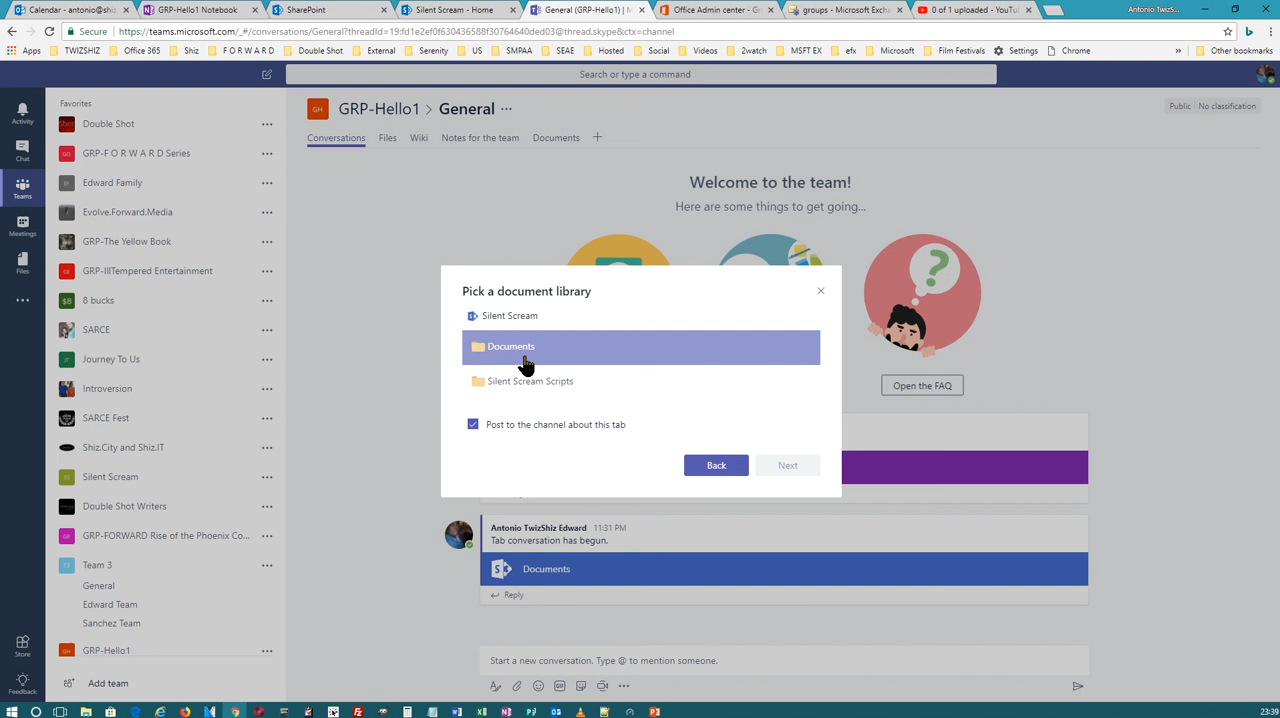 Calendar - antonio@sha
GRP-Hello1 Notebook
SharePoint
Silent Scream - Home
General (GRP-Hello1) | M
Office Admin center - G
groups - Microsoft Exch
0 of 1 uploaded - YouTu
Antonio TwizShiz...
Secure
https://teams.microsoft.com/_#/conversations/General?threadId=19:fd1e2ef0f630436588f30764640ded03@thread.skype&ctx=channel
Apps TWIZSHIZ Office 365 Shiz F O R W A R D Double Shot External Serenity US SMPAA SEAE Hosted Social Videos 2watch MSFT EX efx Microsoft Film Festivals Settings Chrome » Other bookmarks
Search or type a command
Activity
Chat
Teams
Meetings
Files
Store
Feedback
Favorites
Double Shot
GRP-F O R W A R D Series
Edward Family
Evolve.Forward.Media
GRP-The Yellow Book
GRP-IllTempered Entertainment
8 bucks
SARCE
Journey To Us
Introversion
SARCE Fest
Shiz.City and Shiz.IT
Silent Scream
Double Shot Writers
GRP-FORWARD Rise of the Phoenix Co...
Team 3
General
Edward Team
Sanchez Team
GRP-Hello1
Add team
GH
GRP-Hello1 > General ...
Public No classification
Conversations Files Wiki Notes for the team Documents
Welcome to the team!
Here are some things to get going...
Open the FAQ
Pick a document library
Silent Scream
Documents
Silent Scream Scripts
Post to the channel about this tab
Back Next
Antonio TwizShiz Edward 11:31 PM
Tab conversation has begun.
Documents
Reply
Start a new conversation. Type @ to mention someone.
23:39